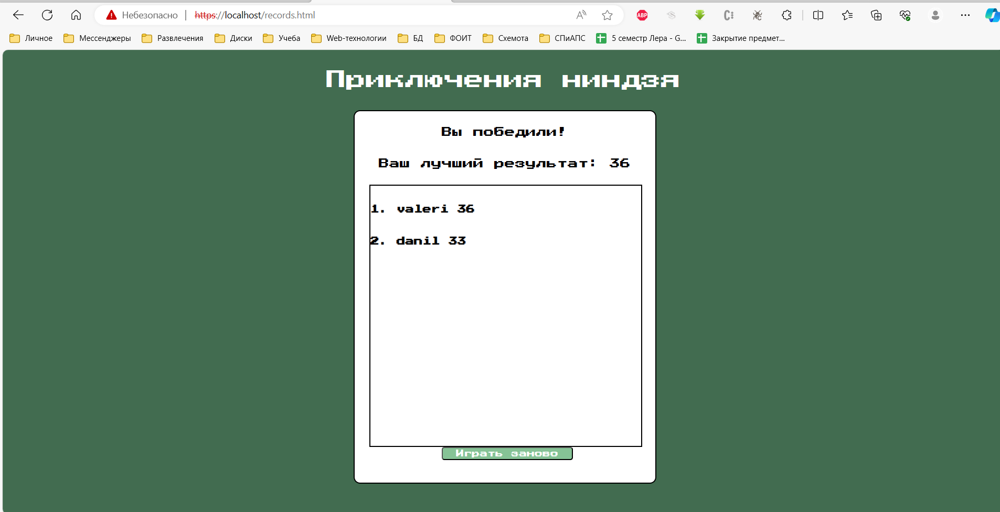 Небезопасно https://localhost/records.html ABP
Личное Мессенджеры Развлечения Диски Учеба Web-технологии БД ФОИТ Схемота СПиАПС 5 семестр Лера - G... Закрытие предмет...
Приключения ниндзя
Вы победили!
Ваш лучший результат: 36
1. valeri 36
2. danil 33
Играть заново